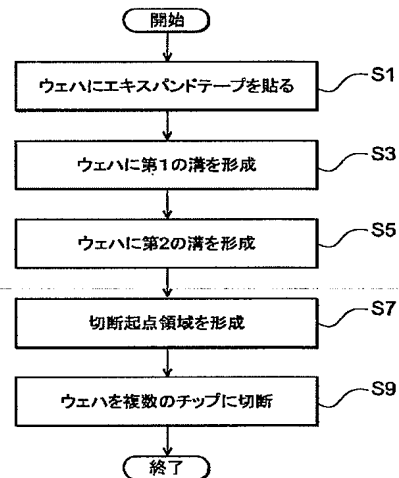 開始
ウェハにエキスパンドテープを貼る
S1
ウェハに第1の溝を形成
S3
ウェハに第2の溝を形成
S5
切断起点領域を形成
S7
ウェハを複数のチップに切断
S9
終了